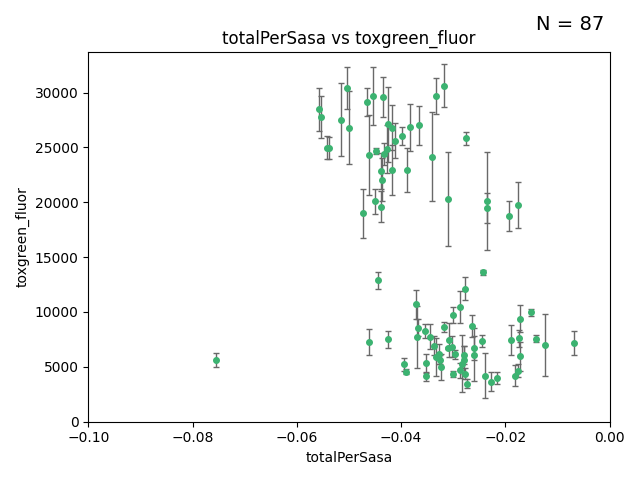 N = 87
totalPerSasa vs toxgreen_fluor
toxgreen_fluor
30000
25000
20000
15000
10000
5000
0
−0.10 −0.08 −0.06 −0.04 −0.02 0.00
totalPerSasa